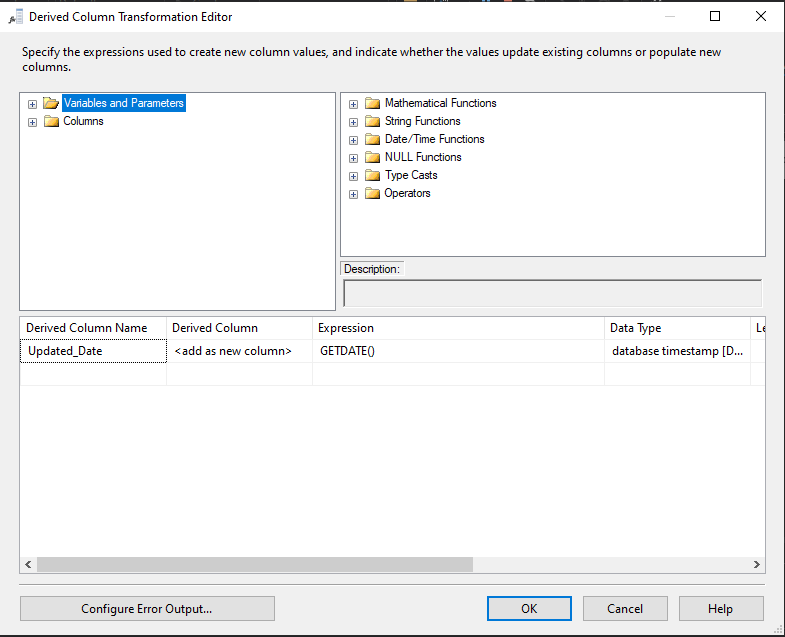 Derived Column Transformation Editor
Specify the expressions used to create new column values, and indicate whether the values update existing columns or populate new
columns.
Variables and Parameters
Columns
Mathematical Functions
String Functions
Date/Time Functions
NULL Functions
Type Casts
Operators
Description:
Derived Column Name Derived Column Expression Data Type Le
Updated_Date <add as new column> GETDATE() database timestamp [D...
Configure Error Output... OK Cancel Help